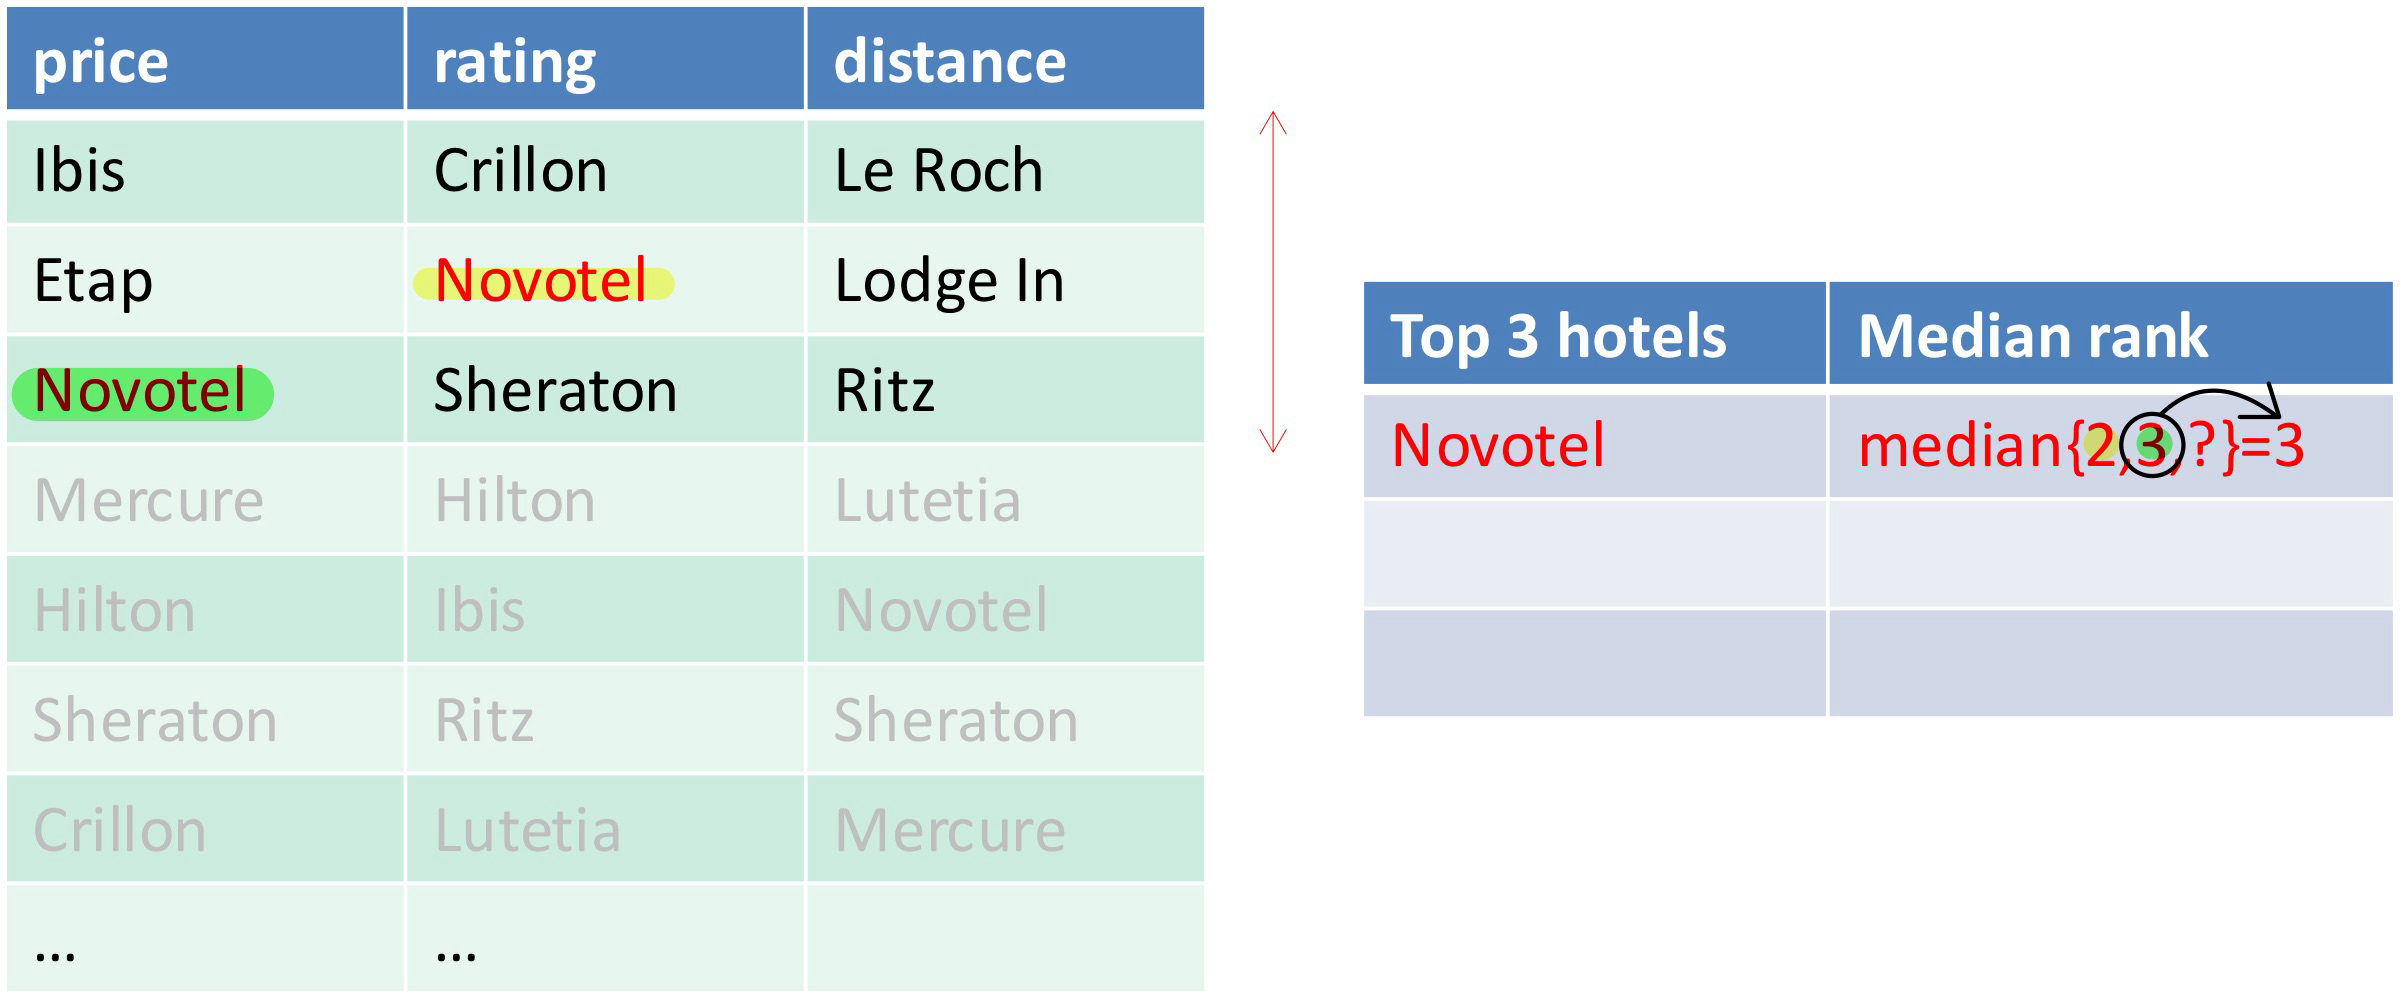 price rating distance
Ibis Crillon Le Roch
Etap Novotel Lodge In
Novotel Sheraton Ritz
Mercure Hilton Lutetia
Hilton Ibis Novotel
Sheraton Ritz Sheraton
Crillon Lutetia Mercure
... ...
Top 3 hotels Median rank
Novotel median{2,3,?}=3